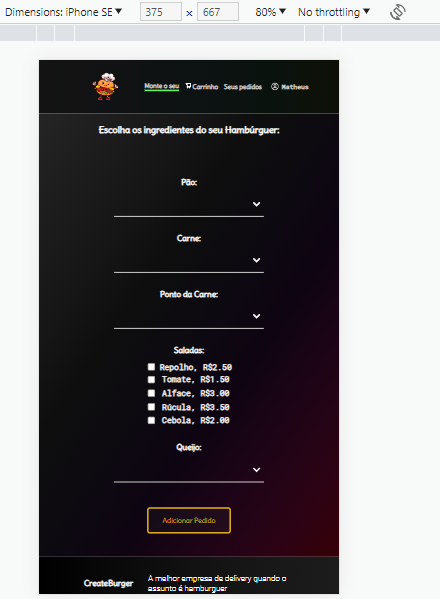 Dimensions: iPhone SE 375 x 667 80% No throttling
Monte o seu Carrinho Seus pedidos Matheus
Escolha os ingredientes do seu Hambúrguer:
Pão:
Carne:
Ponto da Carne:
Saladas:
Repolho, R$2.50
Tomate, R$1.50
Alface, R$3.00
Rúcula, R$3.50
Cebola, R$2.00
Queijo:
Adicionar Pedido
CreateBurger
A melhor empresa de delivery quando o
assunto é hamburguer